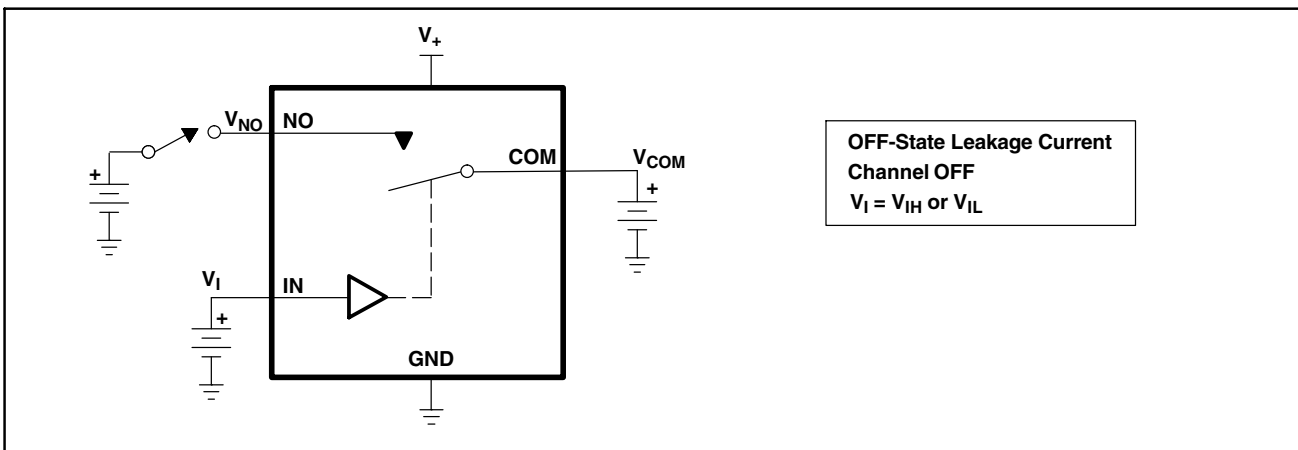 V+
VNO NO
COM VCOM
+
+
VI IN
+
GND
OFF-State Leakage Current
Channel OFF
VI = VIH or VIL